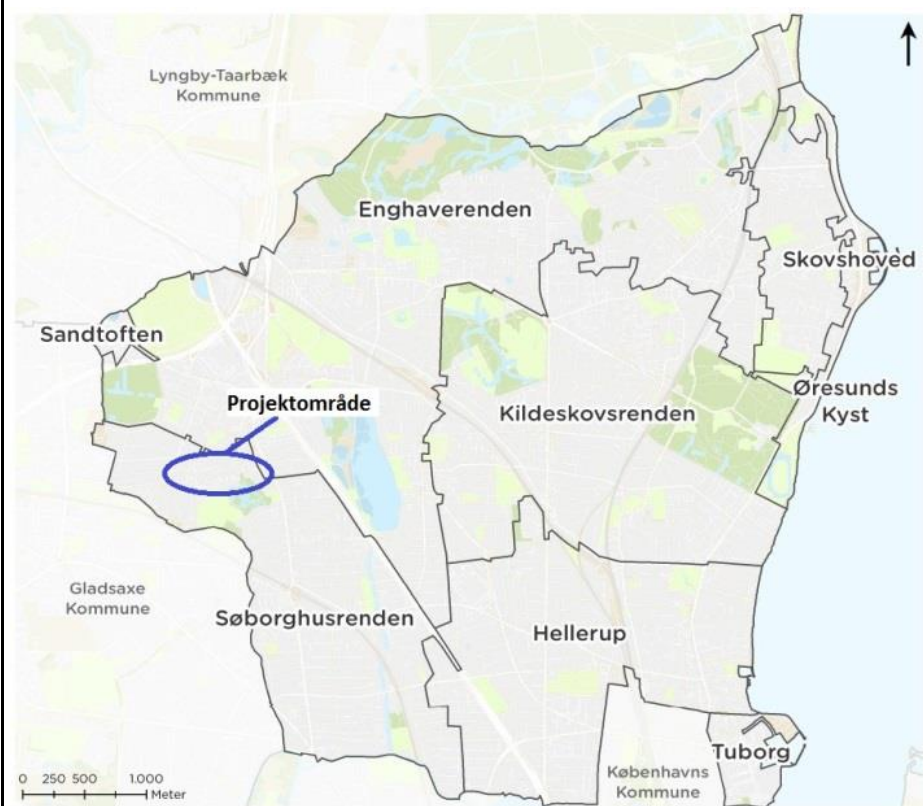 Lyngby-Taarbæk
Kommune
Enghaverenden
Skovshoved
Sandtoften
Projektområde
Kildeskovsrenden
Øresunds
Kyst
Gladsaxe
Kommune
Søborghusrenden
Hellerup
Tuborg
Københavns
Kommune
0 250 500 1.000
Meter